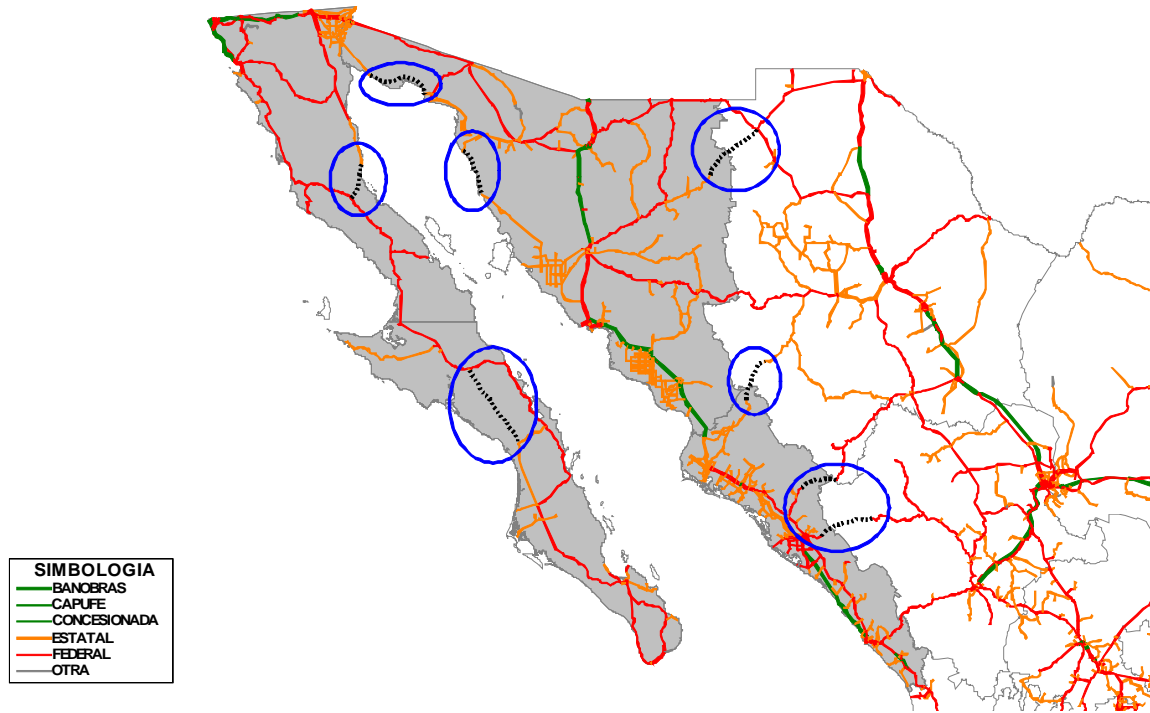 SIMBOLOGIA
BANOBRAS
CAPUFE
CONCESIONADA
ESTATAL
FEDERAL
OTRA